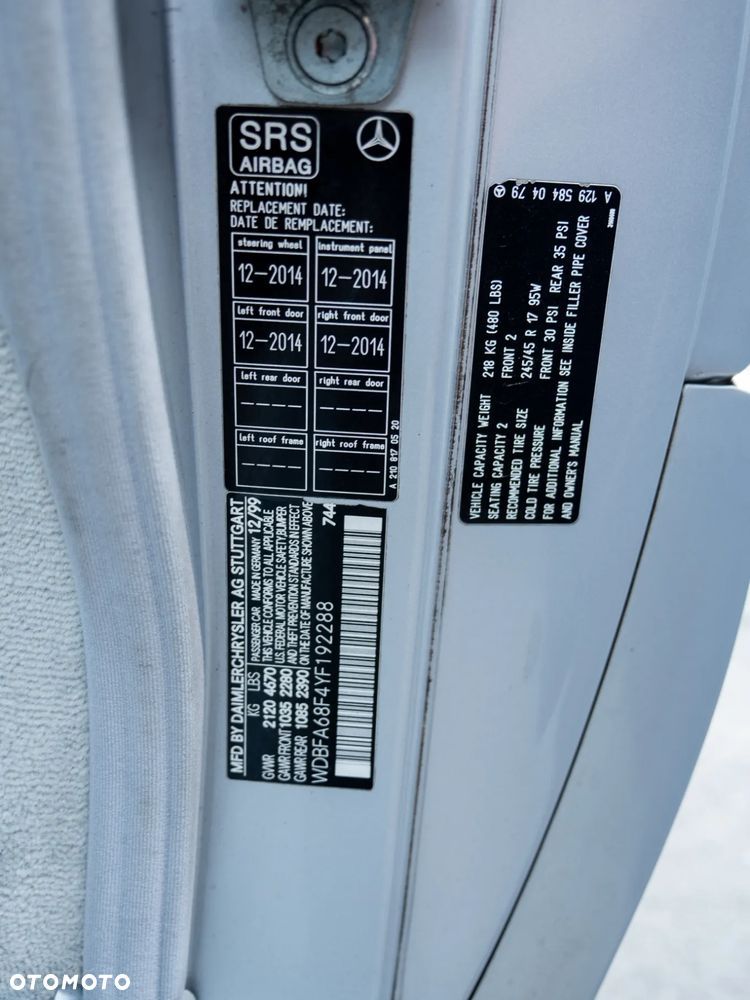 SRS
AIRBAG
ATTENTION!
REPLACEMENT DATE:
DATE DE REMPLACEMENT:
steering wheel instrument panel
12-2014 12-2014
left front door right front door
12-2014 12-2014
left rear door right rear door
---- ----
left roof frame right roof frame
---- ----
A 210 817 05 20
MFD BY DAIMLERCHRYSLER AG STUTTGART
KG LBS PASSENGER CAR MADE IN GERMANY 12/99
GVWR 2120 4670 THIS VEHICLE CONFORMS TO ALL APPLICABLE
GAWR FRONT 1035 2280 U.S. FEDERAL MOTOR VEHICLE SAFETY, BUMPER
GAWR REAR 1085 2390 AND THEFT PREVENTION STANDARDS IN EFFECT
ON THE DATE OF MANUFACTURE SHOWN ABOVE
WDBFA68F4YF192288 744
A 129 584 04 79
VEHICLE CAPACITY WEIGHT 218 KG (480 LBS)
SEATING CAPACITY 2 FRONT 2
RECOMMENDED TIRE SIZE 245/45 R 17 95W
COLD TIRE PRESSURE FRONT 30 PSI REAR 35 PSI
FOR ADDITIONAL INFORMATION SEE INSIDE FILLER PIPE COVER
AND OWNER'S MANUAL
OTOMOTO